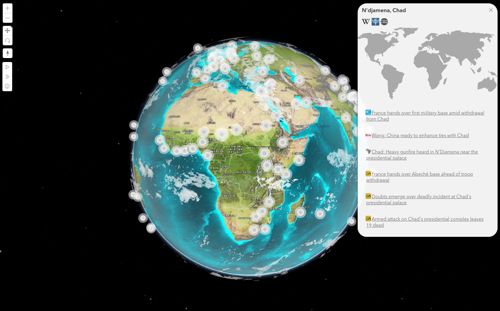 N'djamena, Chad
W
France hands over first military base amid withdrawal
from Chad
Wang: China ready to enhance ties with Chad
Chad: Heavy gunfire heard in N'Djamena near the
presidential palace
France hands over Abeche base ahead of troop
withdrawal
Doubts emerge over deadly incident at Chad's
presidential palace
Armed attack on Chad's presidential complex leaves
19 dead